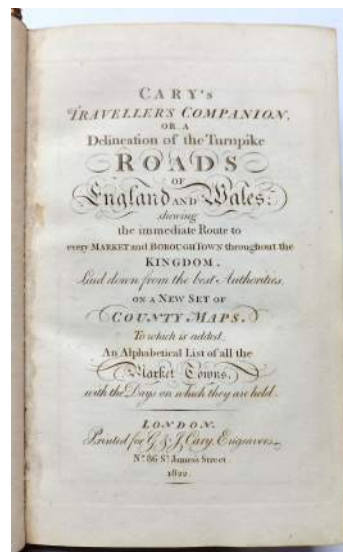 CARY'S
TRAVELLER'S COMPANION,
OR A
Delineation of the Turnpike
ROADS
OF
England AND Wales:
shewing
the immediate Route to
every MARKET and BOROUGH TOWN throughout the
KINGDOM.
Laid down from the best Authorities,
ON A NEW SET OF
COUNTY MAPS.
To which is added,
An Alphabetical List of all the
Market Towns,
with the Days on which they are held.
LONDON.
Printed for G. & J. Cary, Engravers,
No. 86 St. James's Street.
1822.